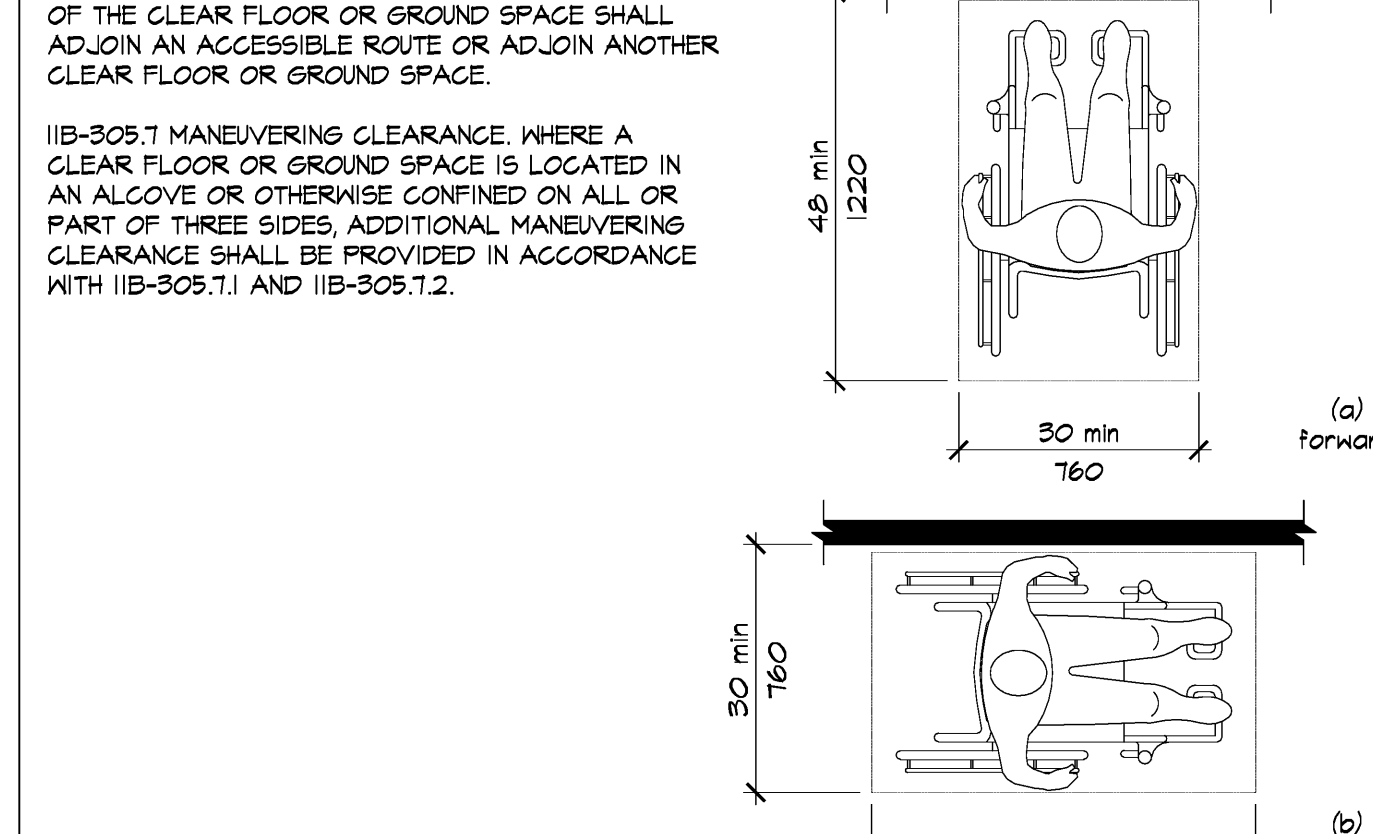 OF THE CLEAR FLOOR OR GROUND SPACE SHALL
ADJOIN AN ACCESSIBLE ROUTE OR ADJOIN ANOTHER
CLEAR FLOOR OR GROUND SPACE.
11B-305.7 MANEUVERING CLEARANCE. WHERE A
CLEAR FLOOR OR GROUND SPACE IS LOCATED IN
AN ALCOVE OR OTHERWISE CONFINED ON ALL OR
PART OF THREE SIDES, ADDITIONAL MANEUVERING
CLEARANCE SHALL BE PROVIDED IN ACCORDANCE
WITH 11B-305.7.1 AND 11B-305.7.2.
48 min
1220
30 min
760
(a)
forwar
30 min
760
(b)